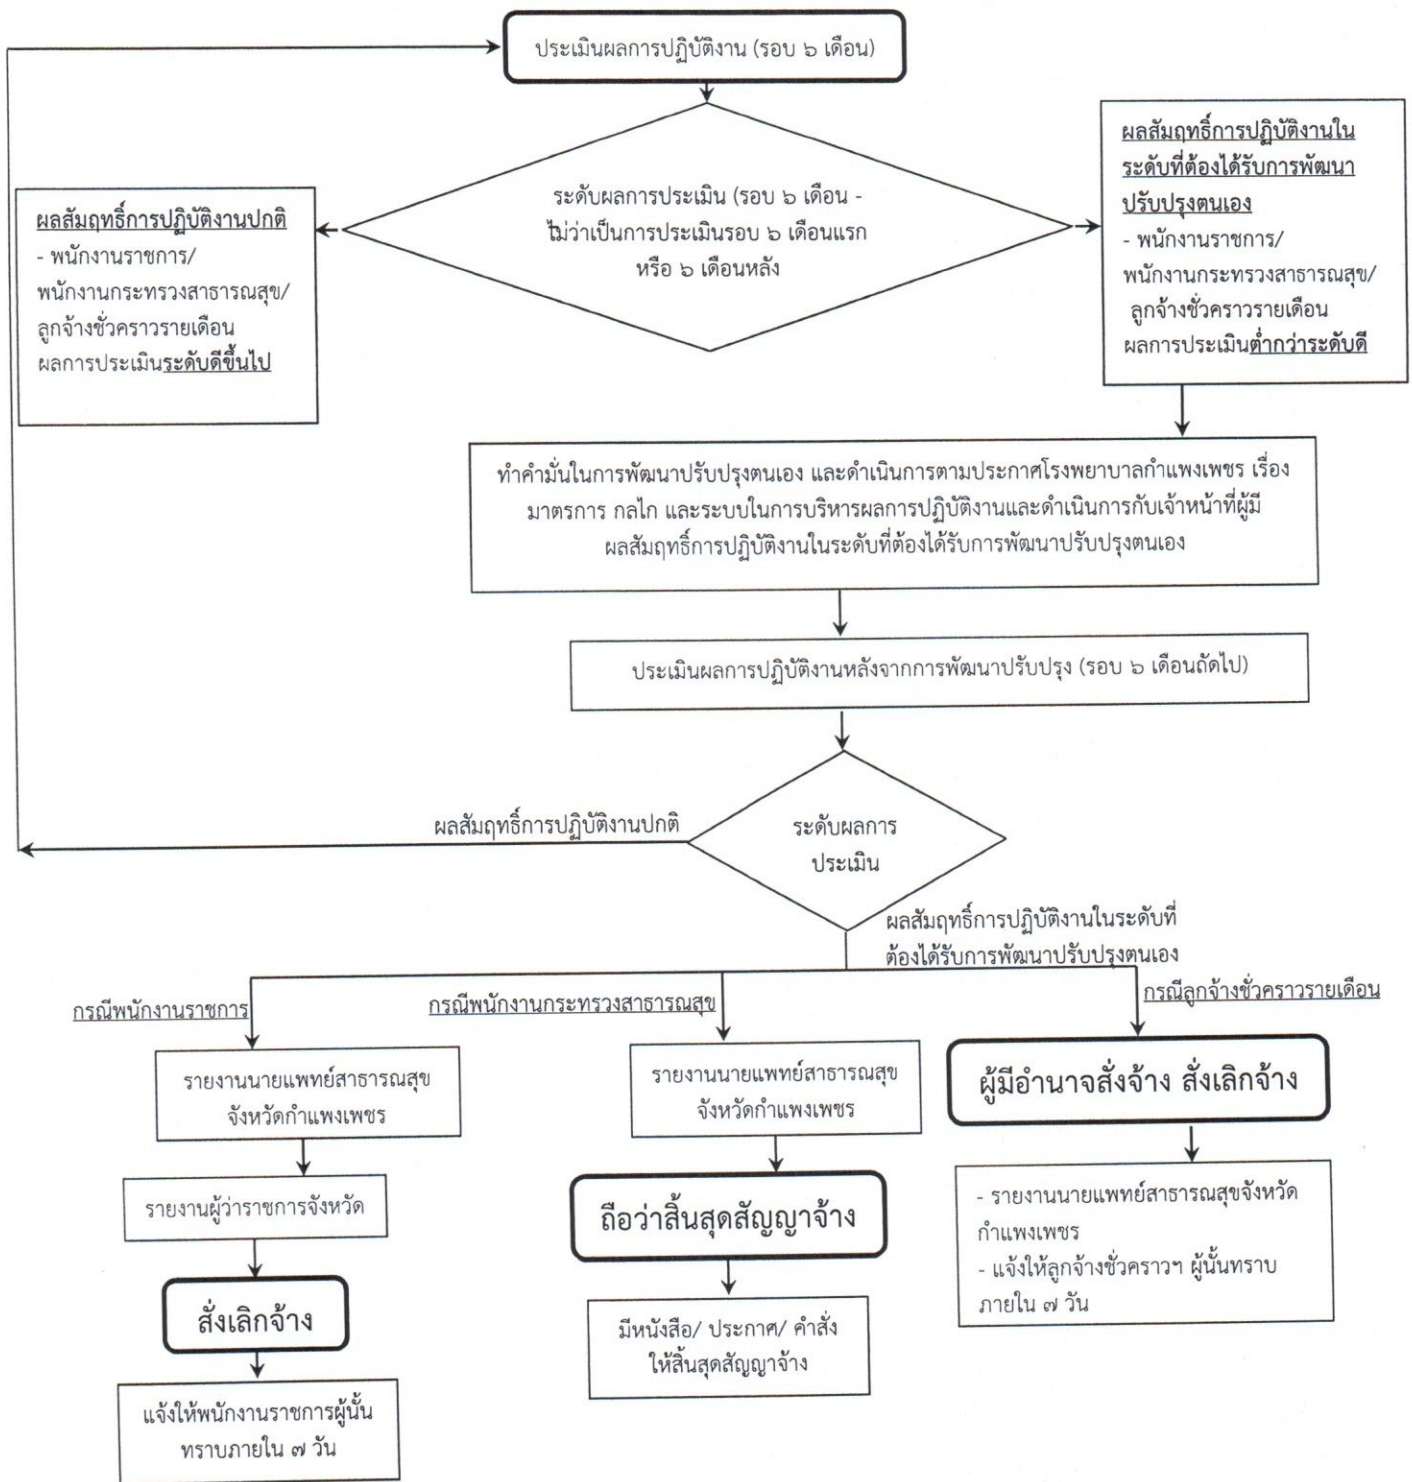 ประเมินผลการปฏิบัติงาน (รอบ ๖ เดือน)
ระดับผลการประเมิน (รอบ ๖ เดือน -
ไม่ว่าเป็นการประเมินรอบ ๖ เดือนแรก
หรือ ๖ เดือนหลัง
ผลสัมฤทธิ์การปฏิบัติงานปกติ
- พนักงานราชการ/
พนักงานกระทรวงสาธารณสุข/
ลูกจ้างชั่วคราวรายเดือน
ผลการประเมินระดับดีขึ้นไป
ผลสัมฤทธิ์การปฏิบัติงานใน
ระดับที่ต้องได้รับการพัฒนา
ปรับปรุงตนเอง
- พนักงานราชการ/
พนักงานกระทรวงสาธารณสุข/
ลูกจ้างชั่วคราวรายเดือน
ผลการประเมินต่ำกว่าระดับดี
ทำคำมั่นในการพัฒนาปรับปรุงตนเอง และดำเนินการตามประกาศโรงพยาบาลกำแพงเพชร เรื่อง
มาตรการ กลไก และระบบในการบริหารผลการปฏิบัติงานและดำเนินการกับเจ้าหน้าที่ผู้มี
ผลสัมฤทธิ์การปฏิบัติงานในระดับที่ต้องได้รับการพัฒนาปรับปรุงตนเอง
ประเมินผลการปฏิบัติงานหลังจากการพัฒนาปรับปรุง (รอบ ๖ เดือนถัดไป)
ระดับผลการ
ประเมิน
ผลสัมฤทธิ์การปฏิบัติงานปกติ
ผลสัมฤทธิ์การปฏิบัติงานในระดับที่
ต้องได้รับการพัฒนาปรับปรุงตนเอง
กรณีพนักงานราชการ
รายงานนายแพทย์สาธารณสุข
จังหวัดกำแพงเพชร
รายงานผู้ว่าราชการจังหวัด
สั่งเลิกจ้าง
แจ้งให้พนักงานราชการผู้นั้น
ทราบภายใน ๗ วัน
กรณีพนักงานกระทรวงสาธารณสุข
รายงานนายแพทย์สาธารณสุข
จังหวัดกำแพงเพชร
ถือว่าสิ้นสุดสัญญาจ้าง
มีหนังสือ/ ประกาศ/ คำสั่ง
ให้สิ้นสุดสัญญาจ้าง
กรณีลูกจ้างชั่วคราวรายเดือน
ผู้มีอำนาจสั่งจ้าง สั่งเลิกจ้าง
- รายงานนายแพทย์สาธารณสุขจังหวัด
กำแพงเพชร
- แจ้งให้ลูกจ้างชั่วคราวฯ ผู้นั้นทราบ
ภายใน ๗ วัน